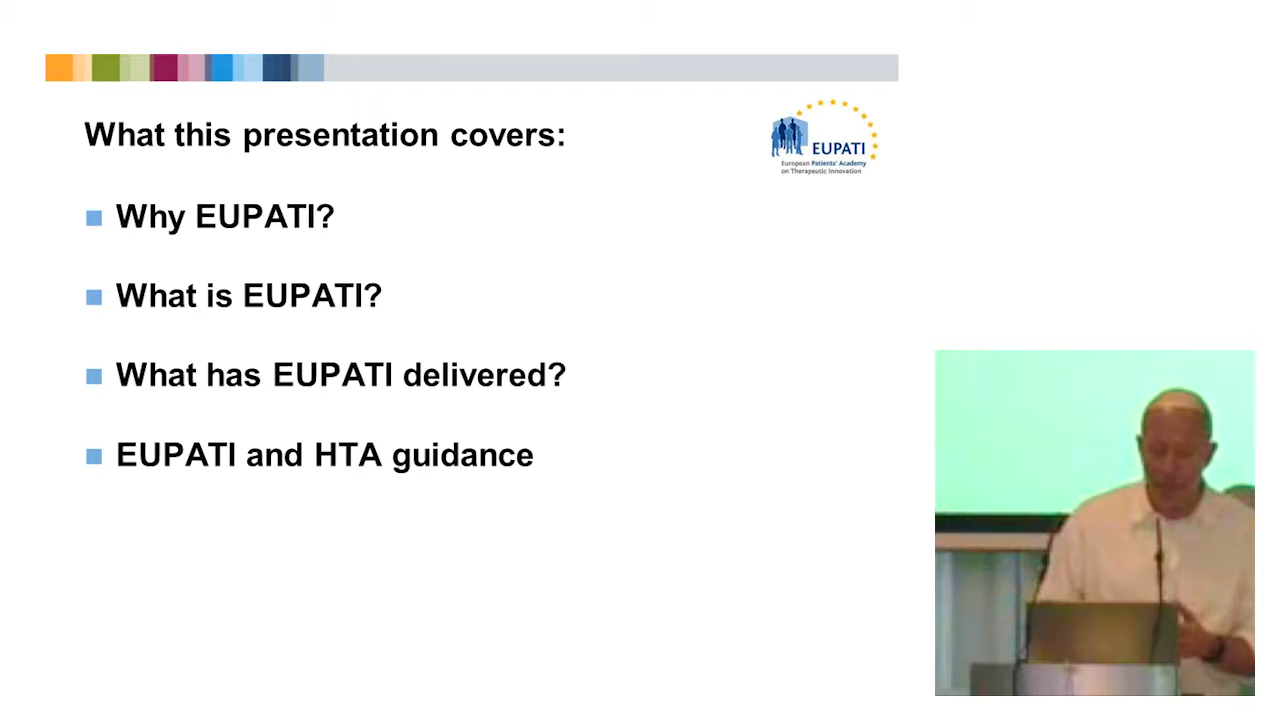 What this presentation covers:
EUPATI
European Patients' Academy
on Therapeutic Innovation
Why EUPATI?
What is EUPATI?
What has EUPATI delivered?
EUPATI and HTA guidance